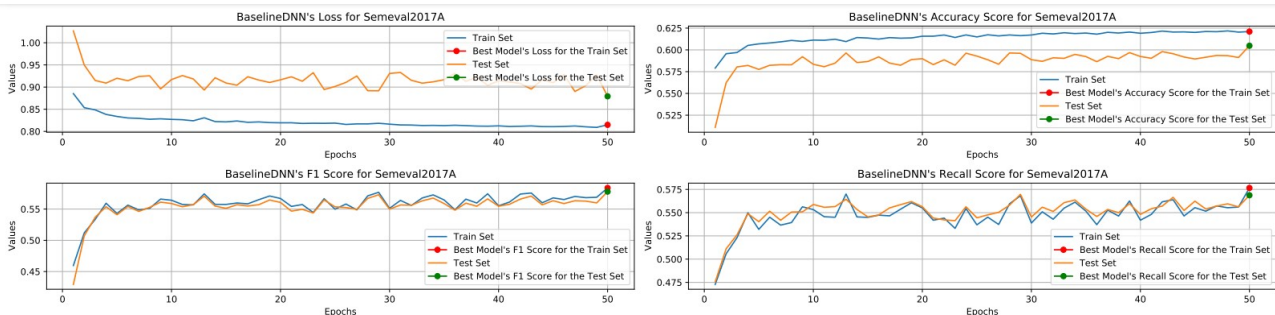 BaselineDNN's Loss for Semeval2017A
Values
1.00
0.95
0.90
0.85
0.80
Train Set
Best Model's Loss for the Train Set
Test Set
Best Model's Loss for the Test Set
0 10 20 30 40 50
Epochs
BaselineDNN's Accuracy Score for Semeval2017A
Values
0.625
0.600
0.575
0.550
0.525
Train Set
Best Model's Accuracy Score for the Train Set
Test Set
Best Model's Accuracy Score for the Test Set
0 10 20 30 40 50
Epochs
BaselineDNN's F1 Score for Semeval2017A
Values
0.55
0.50
0.45
Train Set
Best Model's F1 Score for the Train Set
Test Set
Best Model's F1 Score for the Test Set
0 10 20 30 40 50
Epochs
BaselineDNN's Recall Score for Semeval2017A
Values
0.575
0.550
0.525
0.500
0.475
Train Set
Best Model's Recall Score for the Train Set
Test Set
Best Model's Recall Score for the Test Set
0 10 20 30 40 50
Epochs